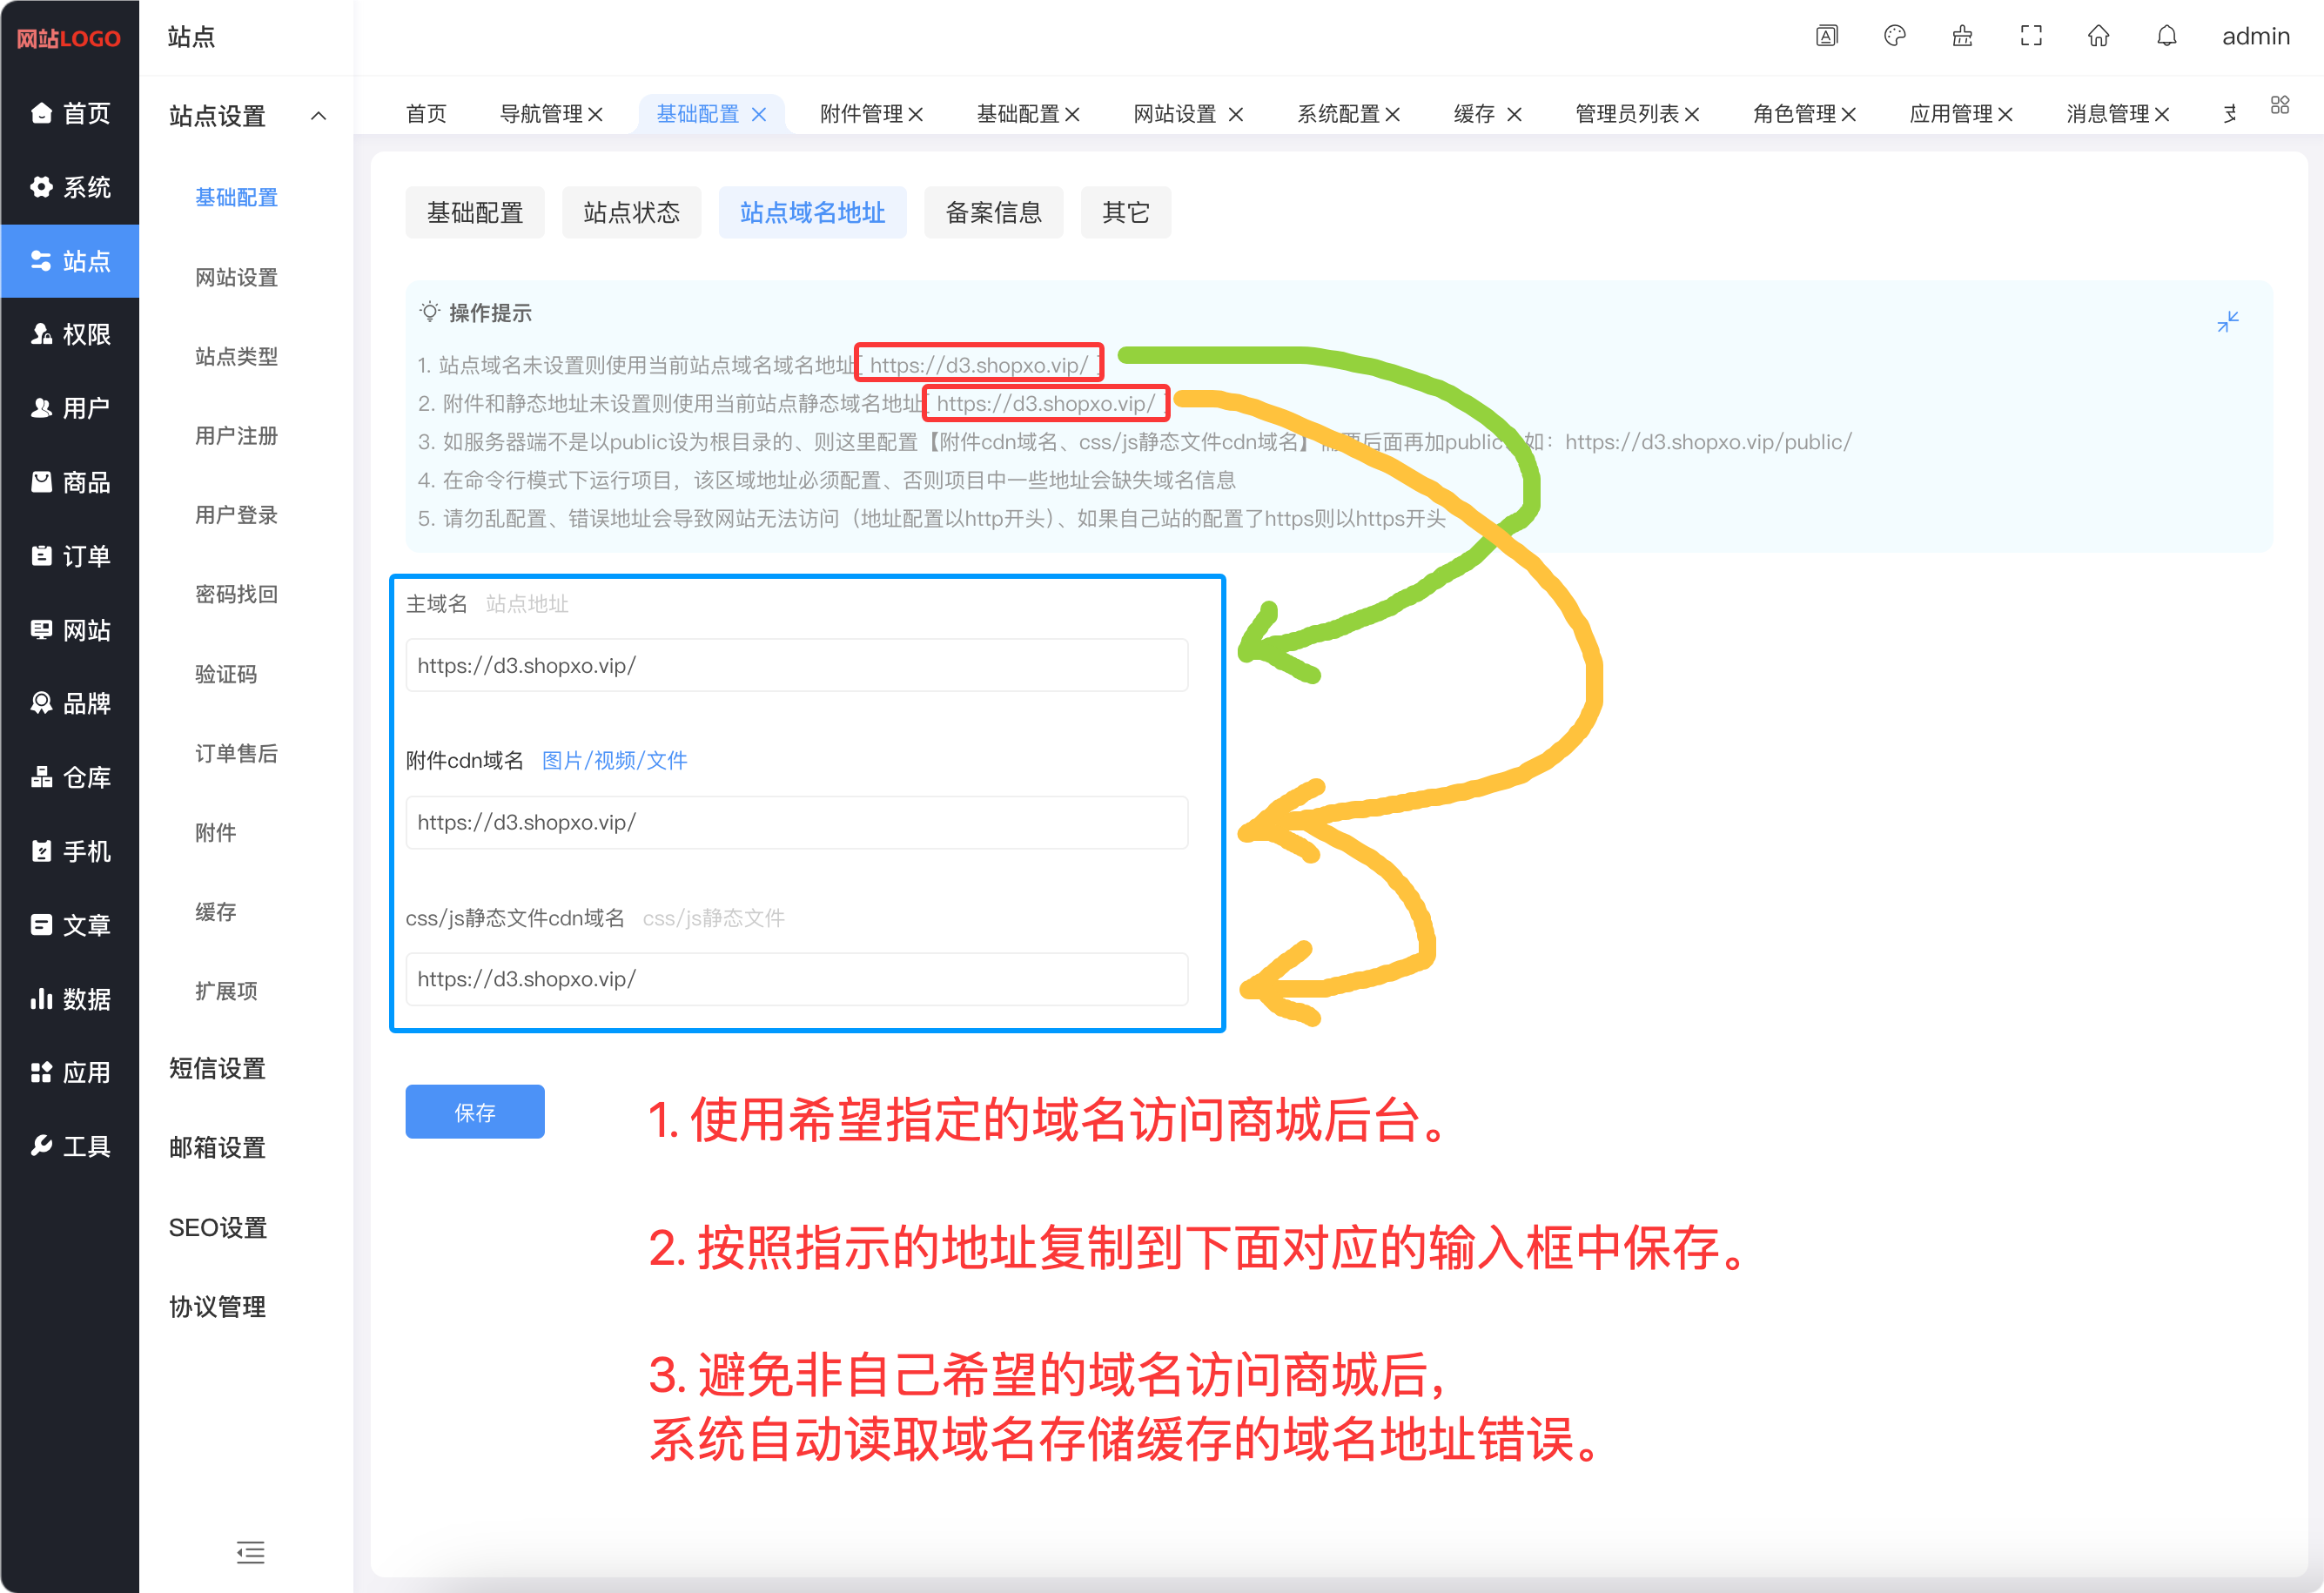 网站LOGO
站点
admin
首页
系统
站点
权限
用户
商品
订单
网站
品牌
仓库
手机
文章
数据
应用
工具
站点设置
基础配置
网站设置
站点类型
用户注册
用户登录
密码找回
验证码
订单售后
附件
缓存
扩展项
短信设置
邮箱设置
SEO设置
协议管理
首页 导航管理 基础配置 附件管理 基础配置 网站设置 系统配置 缓存 管理员列表 角色管理 应用管理 消息管理
基础配置 站点状态 站点域名地址 备案信息 其它
操作提示
1. 站点域名未设置则使用当前站点域名域名地址[ https://d3.shopxo.vip/ ]
2. 附件和静态地址未设置则使用当前站点静态域名地址[ https://d3.shopxo.vip/ ]
3. 如服务器端不是以public设为根目录的、则这里配置【附件cdn域名、css/js静态文件cdn域名】需要后面再加public、如：https://d3.shopxo.vip/public/
4. 在命令行模式下运行项目，该区域地址必须配置、否则项目中一些地址会缺失域名信息
5. 请勿乱配置、错误地址会导致网站无法访问（地址配置以http开头）、如果自己站的配置了https则以https开头
主域名 站点地址
https://d3.shopxo.vip/
附件cdn域名 图片/视频/文件
https://d3.shopxo.vip/
css/js静态文件cdn域名 css/js静态文件
https://d3.shopxo.vip/
保存
1. 使用希望指定的域名访问商城后台。
2. 按照指示的地址复制到下面对应的输入框中保存。
3. 避免非自己希望的域名访问商城后，
系统自动读取域名存储缓存的域名地址错误。